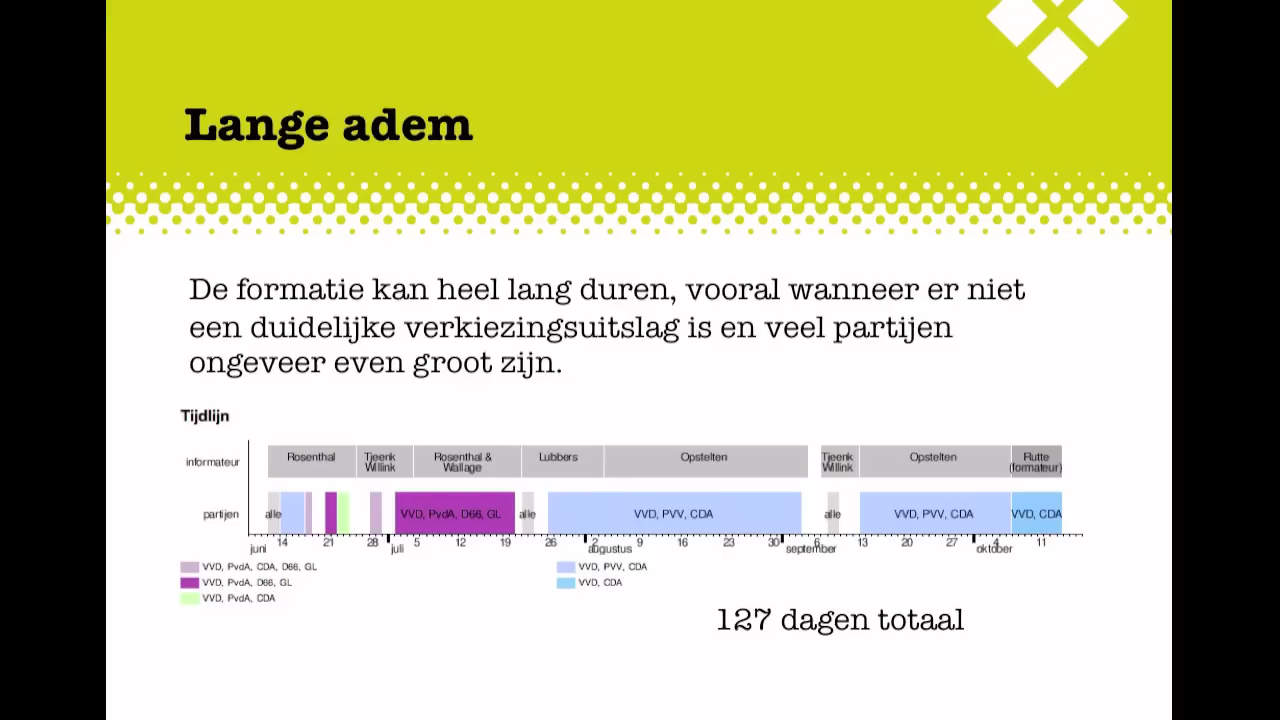 Lange adem
De formatie kan heel lang duren, vooral wanneer er niet
een duidelijke verkiezingsuitslag is en veel partijen
ongeveer even groot zijn.
Tijdlijn
informateur
Rosenthal
Tjeenk
Willink
Rosenthal &
Wallage
Lubbers
Opstelten
Tjeenk
Willink
Opstelten
Rutte
(formateur)
partijen
alle
VVD, PvdA, D66, GL
alle
VVD, PVV, CDA
alle
VVD, PVV, CDA
VVD, CDA
14 21 28 5 12 19 26 2 9 16 23 30 6 13 20 27 4 11
juni juli augustus september oktober
VVD, PvdA, CDA, D66, GL
VVD, PvdA, D66, GL
VVD, PvdA, CDA
VVD, PVV, CDA
VVD, CDA
127 dagen totaal